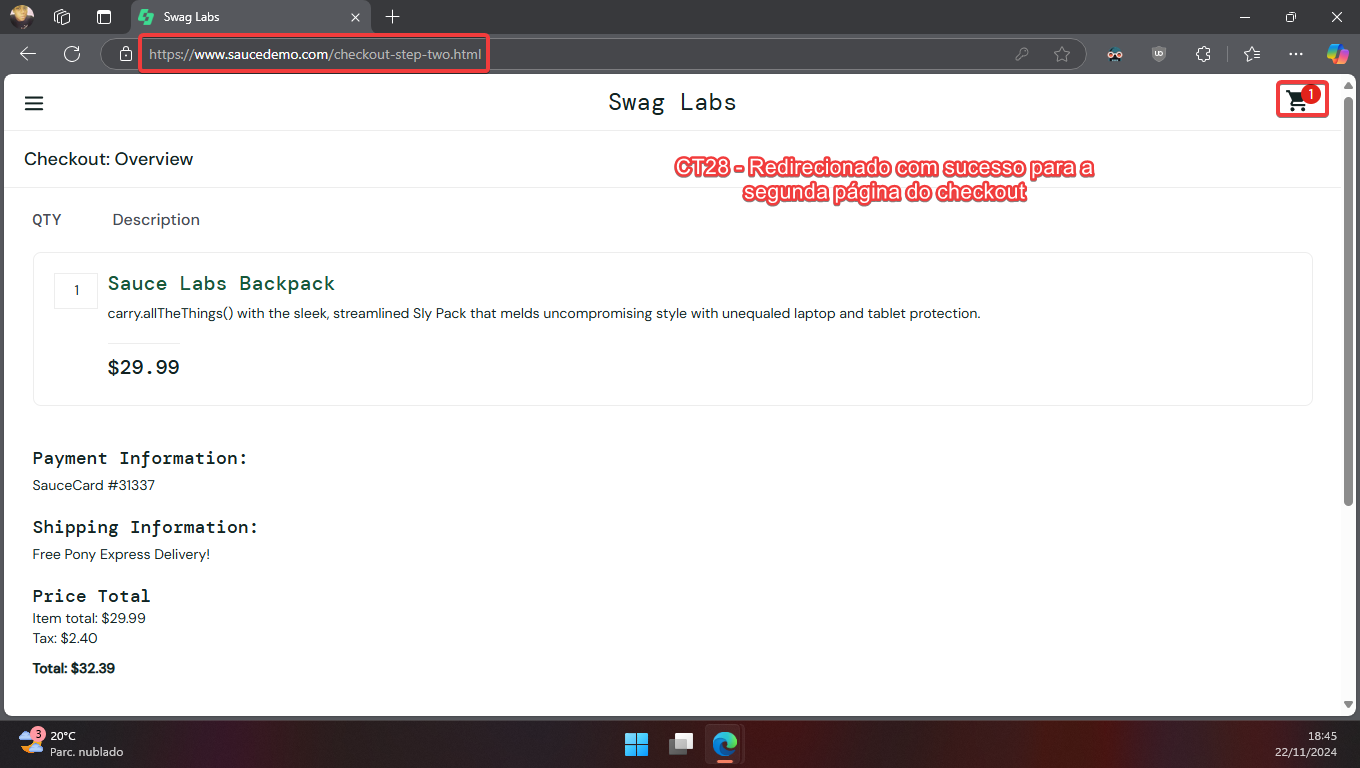 Swag Labs
https://www.saucedemo.com/checkout-step-two.html
UD
Swag Labs
1
Checkout: Overview
CT28 - Redirecionado com sucesso para a
segunda página do checkout
QTY Description
1
Sauce Labs Backpack
carry.allTheThings() with the sleek, streamlined Sly Pack that melds uncompromising style with unequaled laptop and tablet protection.
$29.99
Payment Information:
SauceCard #31337
Shipping Information:
Free Pony Express Delivery!
Price Total
Item total: $29.99
Tax: $2.40
Total: $32.39
3
20°C
Parc. nublado
18:45
22/11/2024